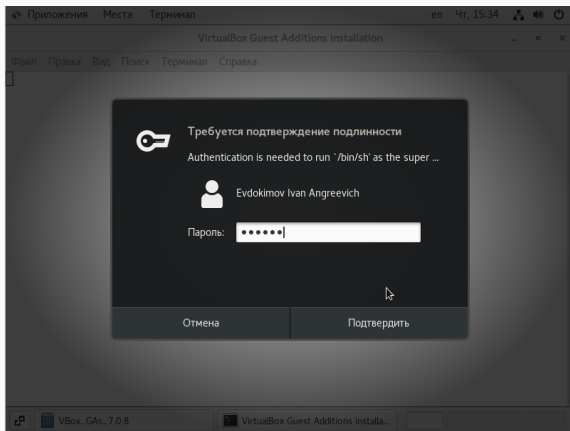 Приложения Места Терминал en Чт, 15:34
VirtualBox Guest Additions installation
Файл Правка Вид Поиск Терминал Справка
Требуется подтверждение подлинности
Authentication is needed to run `/bin/sh' as the super ...
Evdokimov Ivan Angreevich
Пароль: ••••••
Отмена Подтвердить
VBox_GAs_7.0.8 VirtualBox Guest Additions installa...